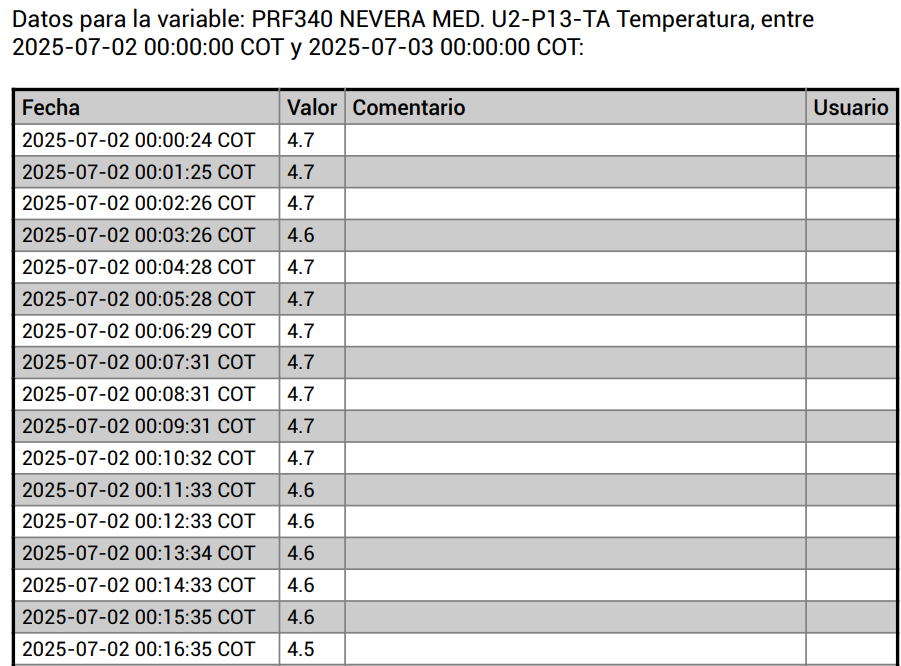 Datos para la variable: PRF340 NEVERA MED. U2-P13-TA Temperatura, entre
2025-07-02 00:00:00 COT y 2025-07-03 00:00:00 COT:
Fecha Valor Comentario Usuario
2025-07-02 00:00:24 COT 4.7
2025-07-02 00:01:25 COT 4.7
2025-07-02 00:02:26 COT 4.7
2025-07-02 00:03:26 COT 4.6
2025-07-02 00:04:28 COT 4.7
2025-07-02 00:05:28 COT 4.7
2025-07-02 00:06:29 COT 4.7
2025-07-02 00:07:31 COT 4.7
2025-07-02 00:08:31 COT 4.7
2025-07-02 00:09:31 COT 4.7
2025-07-02 00:10:32 COT 4.7
2025-07-02 00:11:33 COT 4.6
2025-07-02 00:12:33 COT 4.6
2025-07-02 00:13:34 COT 4.6
2025-07-02 00:14:33 COT 4.6
2025-07-02 00:15:35 COT 4.6
2025-07-02 00:16:35 COT 4.5